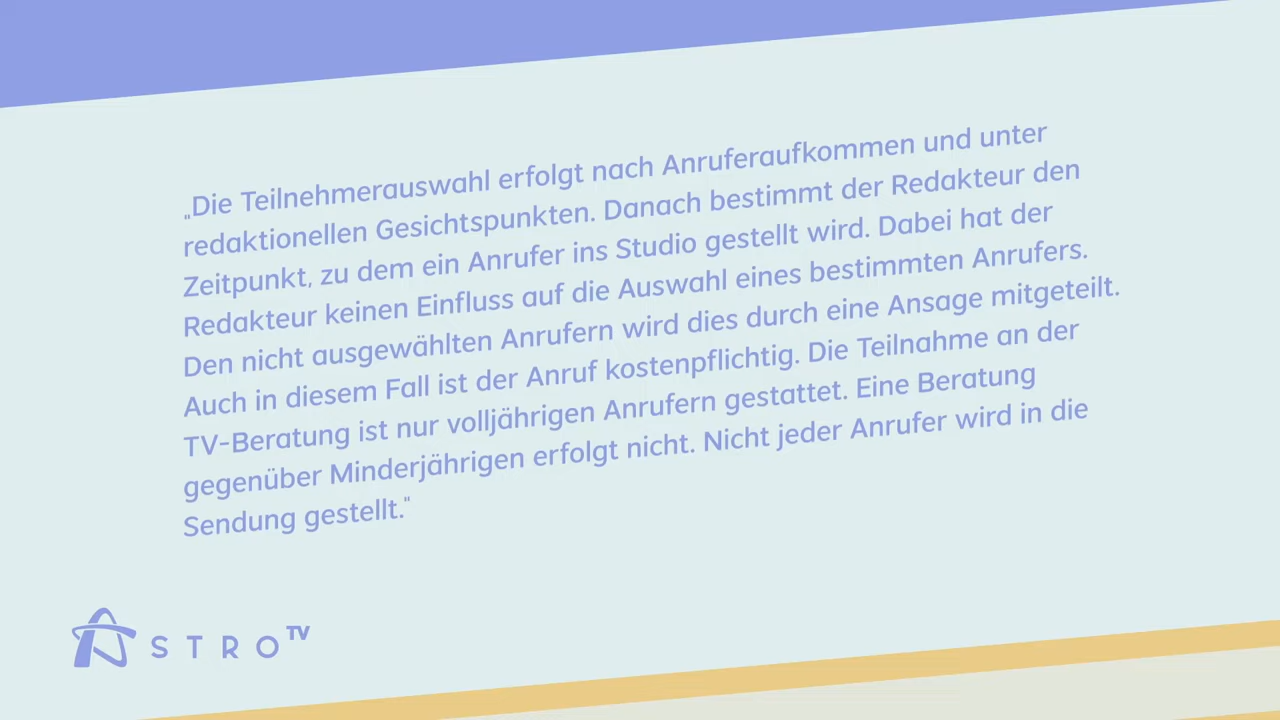 „Die Teilnehmerauswahl erfolgt nach Anruferaufkommen und unter
redaktionellen Gesichtspunkten. Danach bestimmt der Redakteur den
Zeitpunkt, zu dem ein Anrufer ins Studio gestellt wird. Dabei hat der
Redakteur keinen Einfluss auf die Auswahl eines bestimmten Anrufers.
Den nicht ausgewählten Anrufern wird dies durch eine Ansage mitgeteilt.
Auch in diesem Fall ist der Anruf kostenpflichtig. Die Teilnahme an der
TV-Beratung ist nur volljährigen Anrufern gestattet. Eine Beratung
gegenüber Minderjährigen erfolgt nicht. Nicht jeder Anrufer wird in die
Sendung gestellt."
ASTRO TV